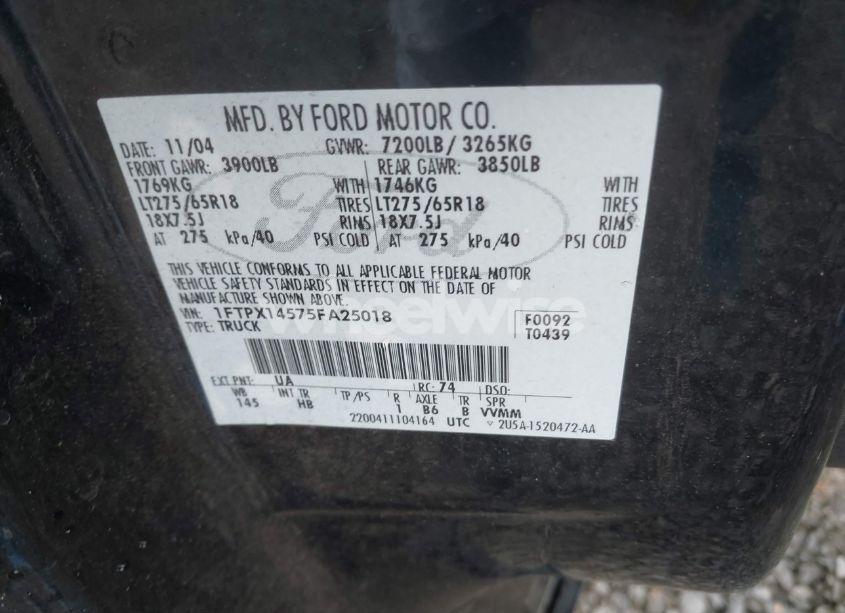 MFD. BY FORD MOTOR CO.
DATE: 11/04 GVWR: 7200LB/ 3265KG
FRONT GAWR: 3900LB REAR GAWR: 3850LB
1769KG WITH 1746KG WITH
LT275/65R18 TIRES LT275/65R18 TIRES
18X7.5J RIMS 18X7.5J RIMS
AT 275 kPa/40 PSI COLD AT 275 kPa/40 PSI COLD
Ford
THIS VEHICLE CONFORMS TO ALL APPLICABLE FEDERAL MOTOR
VEHICLE SAFETY STANDARDS IN EFFECT ON THE DATE OF
MANUFACTURE SHOWN ABOVE.
VIN: 1FTPX14575FA25018 F0092
TYPE: TRUCK T0439
wheelwise
EXT PNT: UA RC: 74 DSO:
WB INT TR TP/PS R AXLE TR SPR
145 HB 1 B6 B VVMM
2200411104164 UTC ▽ 2U5A-1520472-AA